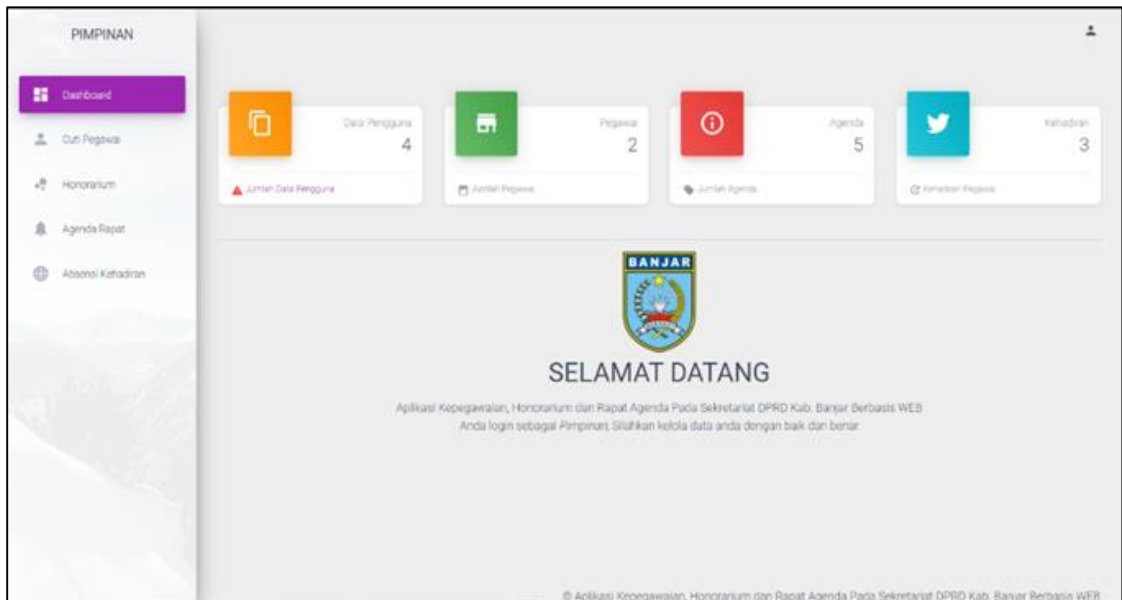 PIMPINAN
Dashboard
Cuti Pegawai
Honorarium
Agenda Rapat
Absensi Kehadiran
Data Pengguna
4
Jumlah Data Pengguna
Pegawai
2
Jumlah Pegawai
Agenda
5
Jumlah Agenda
Kehadiran
3
Kehadiran Pegawai
BANJAR
SELAMAT DATANG
Aplikasi Kepegawaian, Honorarium dan Rapat Agenda Pada Sekretariat DPRD Kab. Banjar Berbasis WEB
Anda login sebagai Pimpinan, Silahkan kelola data anda dengan baik dan benar
© Aplikasi Kepegawaian, Honorarium dan Rapat Agenda Pada Sekretariat DPRD Kab. Banjar Berbasis WEB